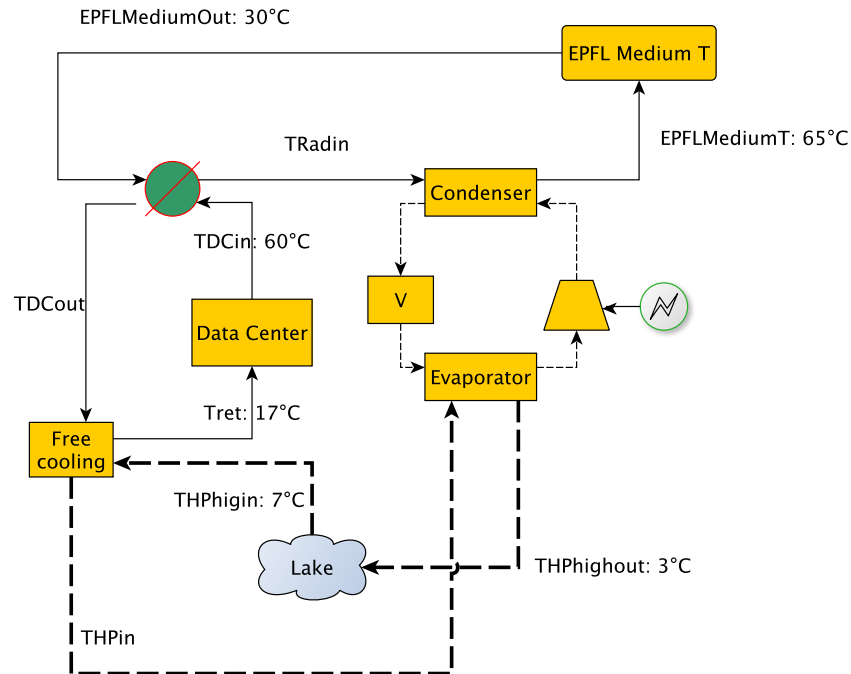 EPFLMediumOut: 30°C
EPFL Medium T
TRadin
EPFLMediumT: 65°C
Condenser
TDCin: 60°C
TDCout
V
Data Center
Evaporator
Tret: 17°C
Free
cooling
THPhigin: 7°C
Lake
THPhighout: 3°C
THPin